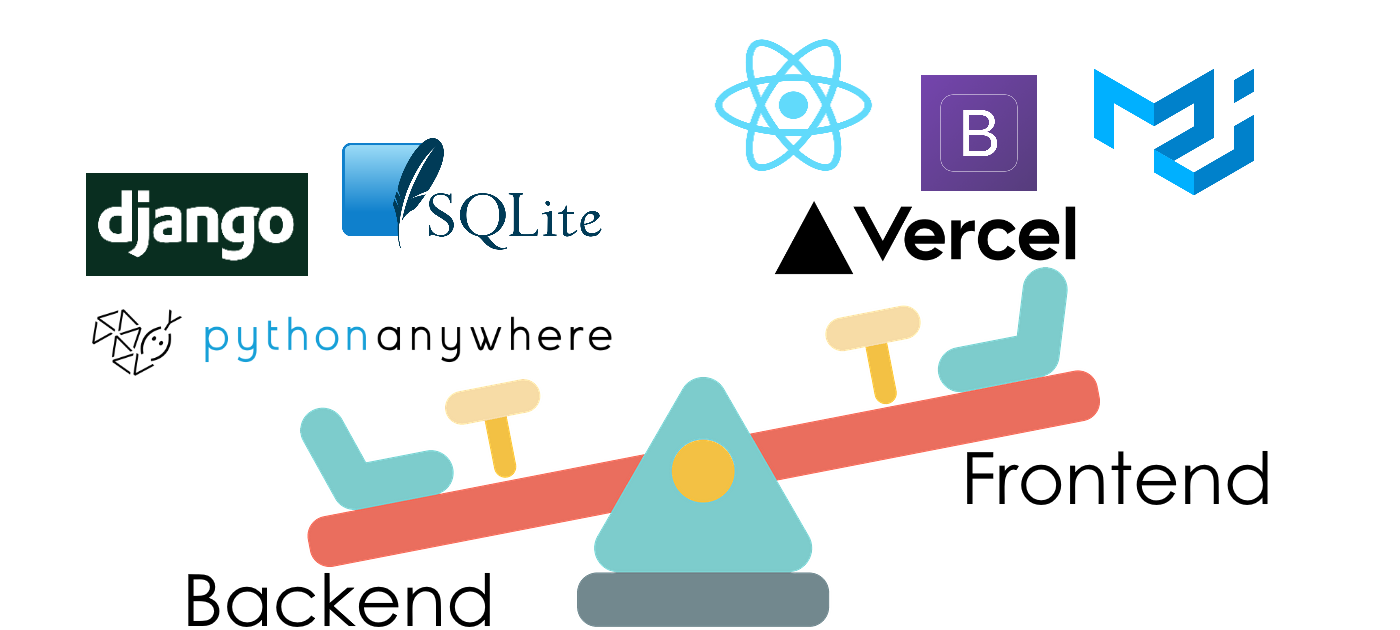 django
SQLite
pythonanywhere
B
Vercel
Backend
Frontend